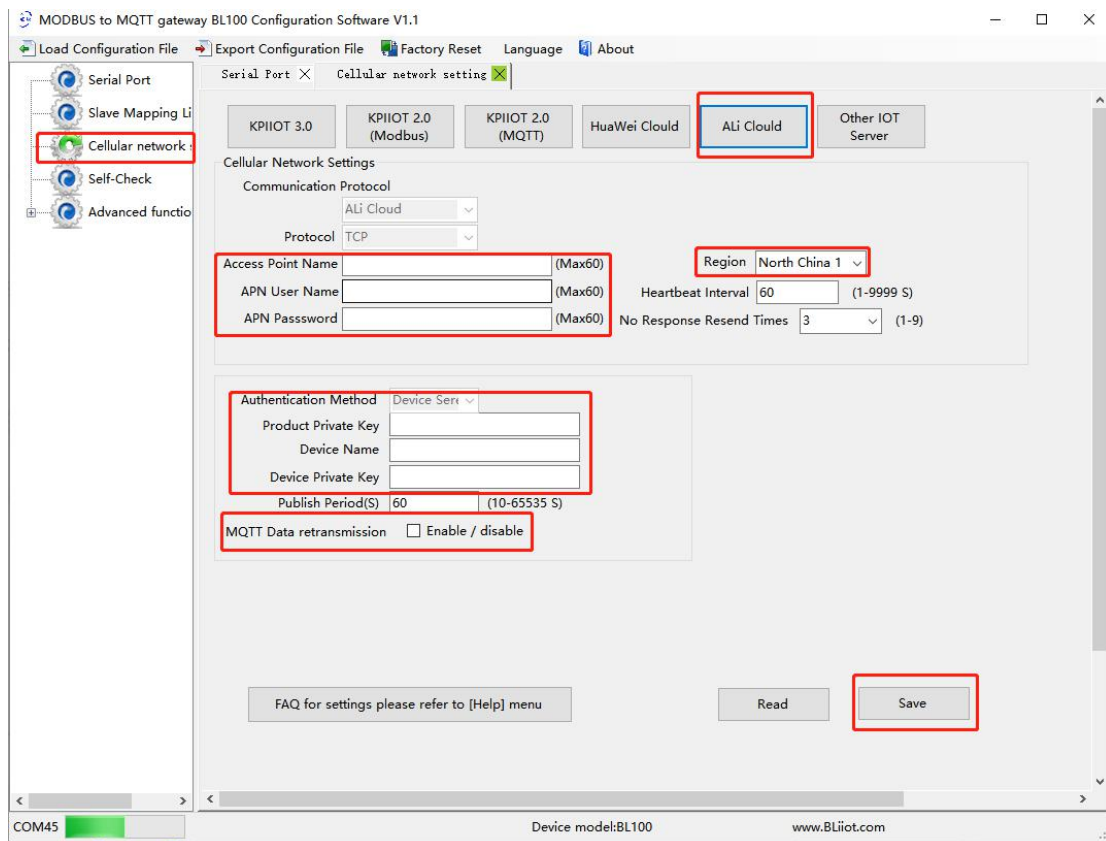 MODBUS to MQTT gateway BL100 Configuration Software V1.1
Load Configuration File Export Configuration File Factory Reset Language About
Serial Port
Slave Mapping Li
Cellular network s
Self-Check
Advanced functio
Serial Port Cellular network setting
KPIIOT 3.0
KPIIOT 2.0
(Modbus)
KPIIOT 2.0
(MQTT)
HuaWei Clould
ALi Clould
Other IOT
Server
Cellular Network Settings
Communication Protocol
ALi Cloud
Protocol TCP
Access Point Name (Max60) Region North China 1
APN User Name (Max60) Heartbeat Interval 60 (1-9999 S)
APN Passsword (Max60) No Response Resend Times 3 (1-9)
Authentication Method Device Sere
Product Private Key
Device Name
Device Private Key
Publish Period(S) 60 (10-65535 S)
MQTT Data retransmission Enable / disable
FAQ for settings please refer to [Help] menu Read Save
COM45 Device model:BL100 www.BLiiot.com